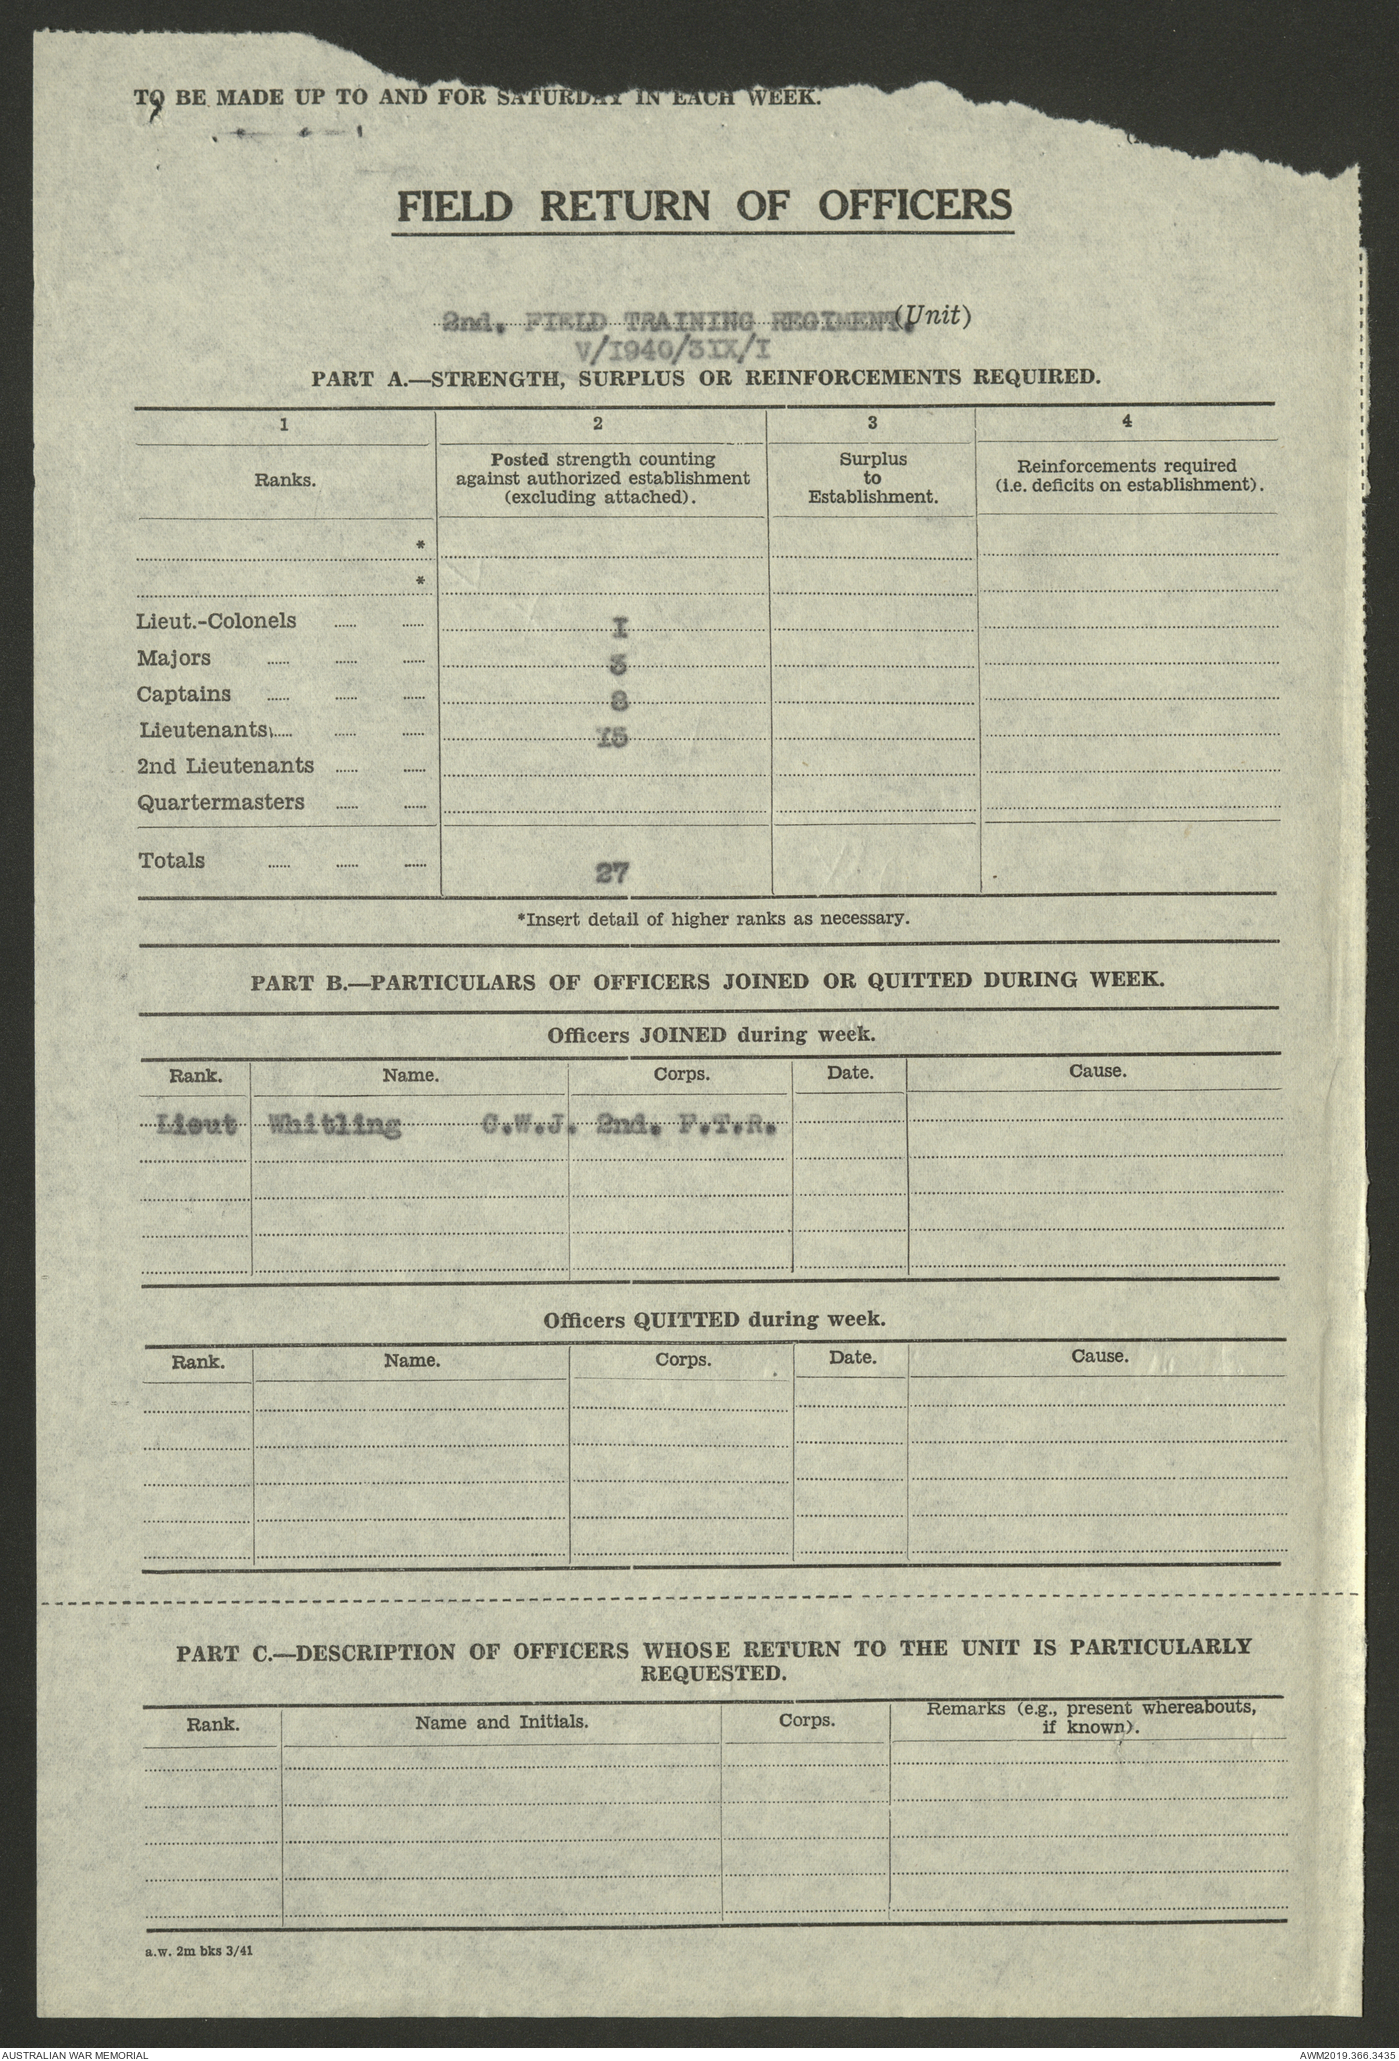 TO BE MADE UP TO AND FOR SATURDAY IN EACH WEEK.
FIELD RETURN OF OFFICERS
2nd. FIELD TRAINING REGIMENT. (Unit)
V/I940/3IX/I
PART A.—STRENGTH, SURPLUS OR REINFORCEMENTS REQUIRED.
1 2 3 4
Ranks. Posted strength counting against authorized establishment (excluding attached). Surplus to Establishment. Reinforcements required (i.e. deficits on establishment).
*
*
Lieut.-Colonels ...... ...... I
Majors ...... ...... ...... 3
Captains ...... ...... ...... 8
Lieutenants ...... ...... ...... I5
2nd Lieutenants ...... ......
Quartermasters ...... ......
Totals ...... ...... ...... 27
*Insert detail of higher ranks as necessary.
PART B.—PARTICULARS OF OFFICERS JOINED OR QUITTED DURING WEEK.
Officers JOINED during week.
Rank. Name. Corps. Date. Cause.
Lieut Whitling C.W.J. 2nd. F.T.R.
Officers QUITTED during week.
Rank. Name. Corps. Date. Cause.
PART C.—DESCRIPTION OF OFFICERS WHOSE RETURN TO THE UNIT IS PARTICULARLY
REQUESTED.
Rank. Name and Initials. Corps. Remarks (e.g., present whereabouts, if known).
a.w. 2m bks 3/41
AUSTRALIAN WAR MEMORIAL AWM2019.366.3435